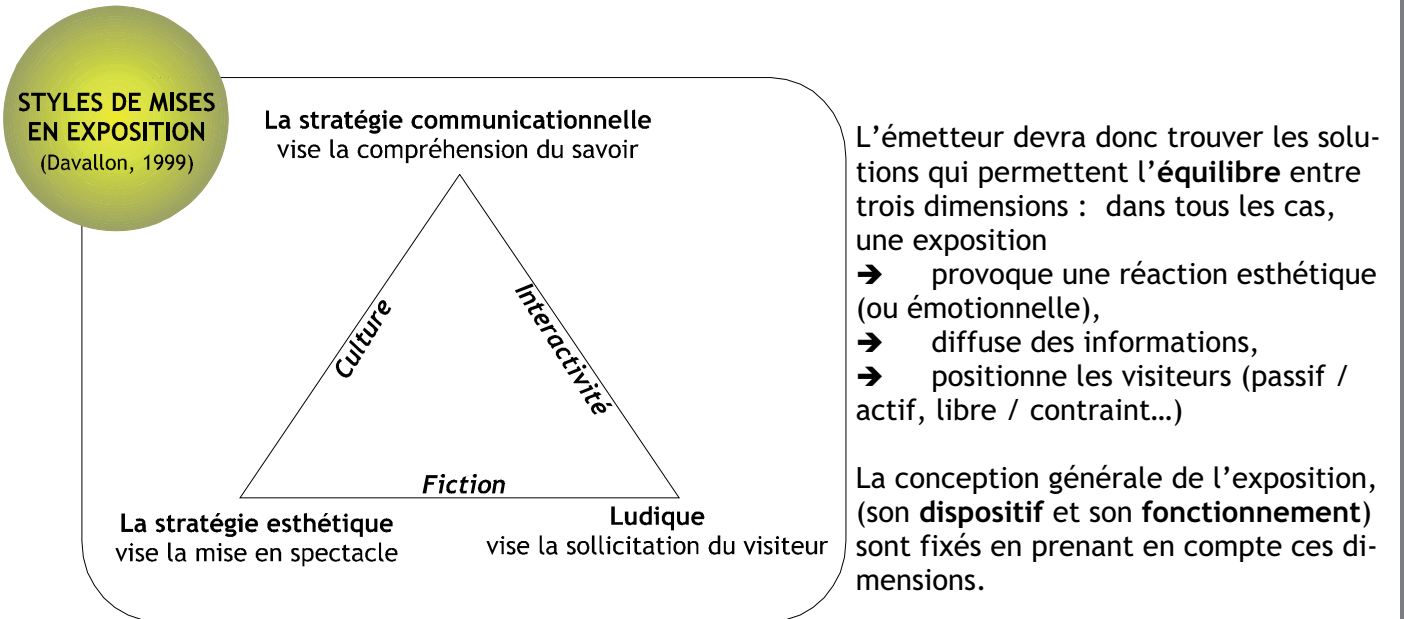 STYLES DE MISES
EN EXPOSITION
(Davallon, 1999)
La stratégie communicationnelle
vise la compréhension du savoir
Culture
Interactivité
Fiction
La stratégie esthétique
vise la mise en spectacle
Ludique
vise la sollicitation du visiteur
L’émetteur devra donc trouver les solu-
tions qui permettent l’équilibre entre
trois dimensions : dans tous les cas,
une exposition
➔ provoque une réaction esthétique
(ou émotionnelle),
➔ diffuse des informations,
➔ positionne les visiteurs (passif /
actif, libre / contraint…)
La conception générale de l’exposition,
(son dispositif et son fonctionnement)
sont fixés en prenant en compte ces di-
mensions.